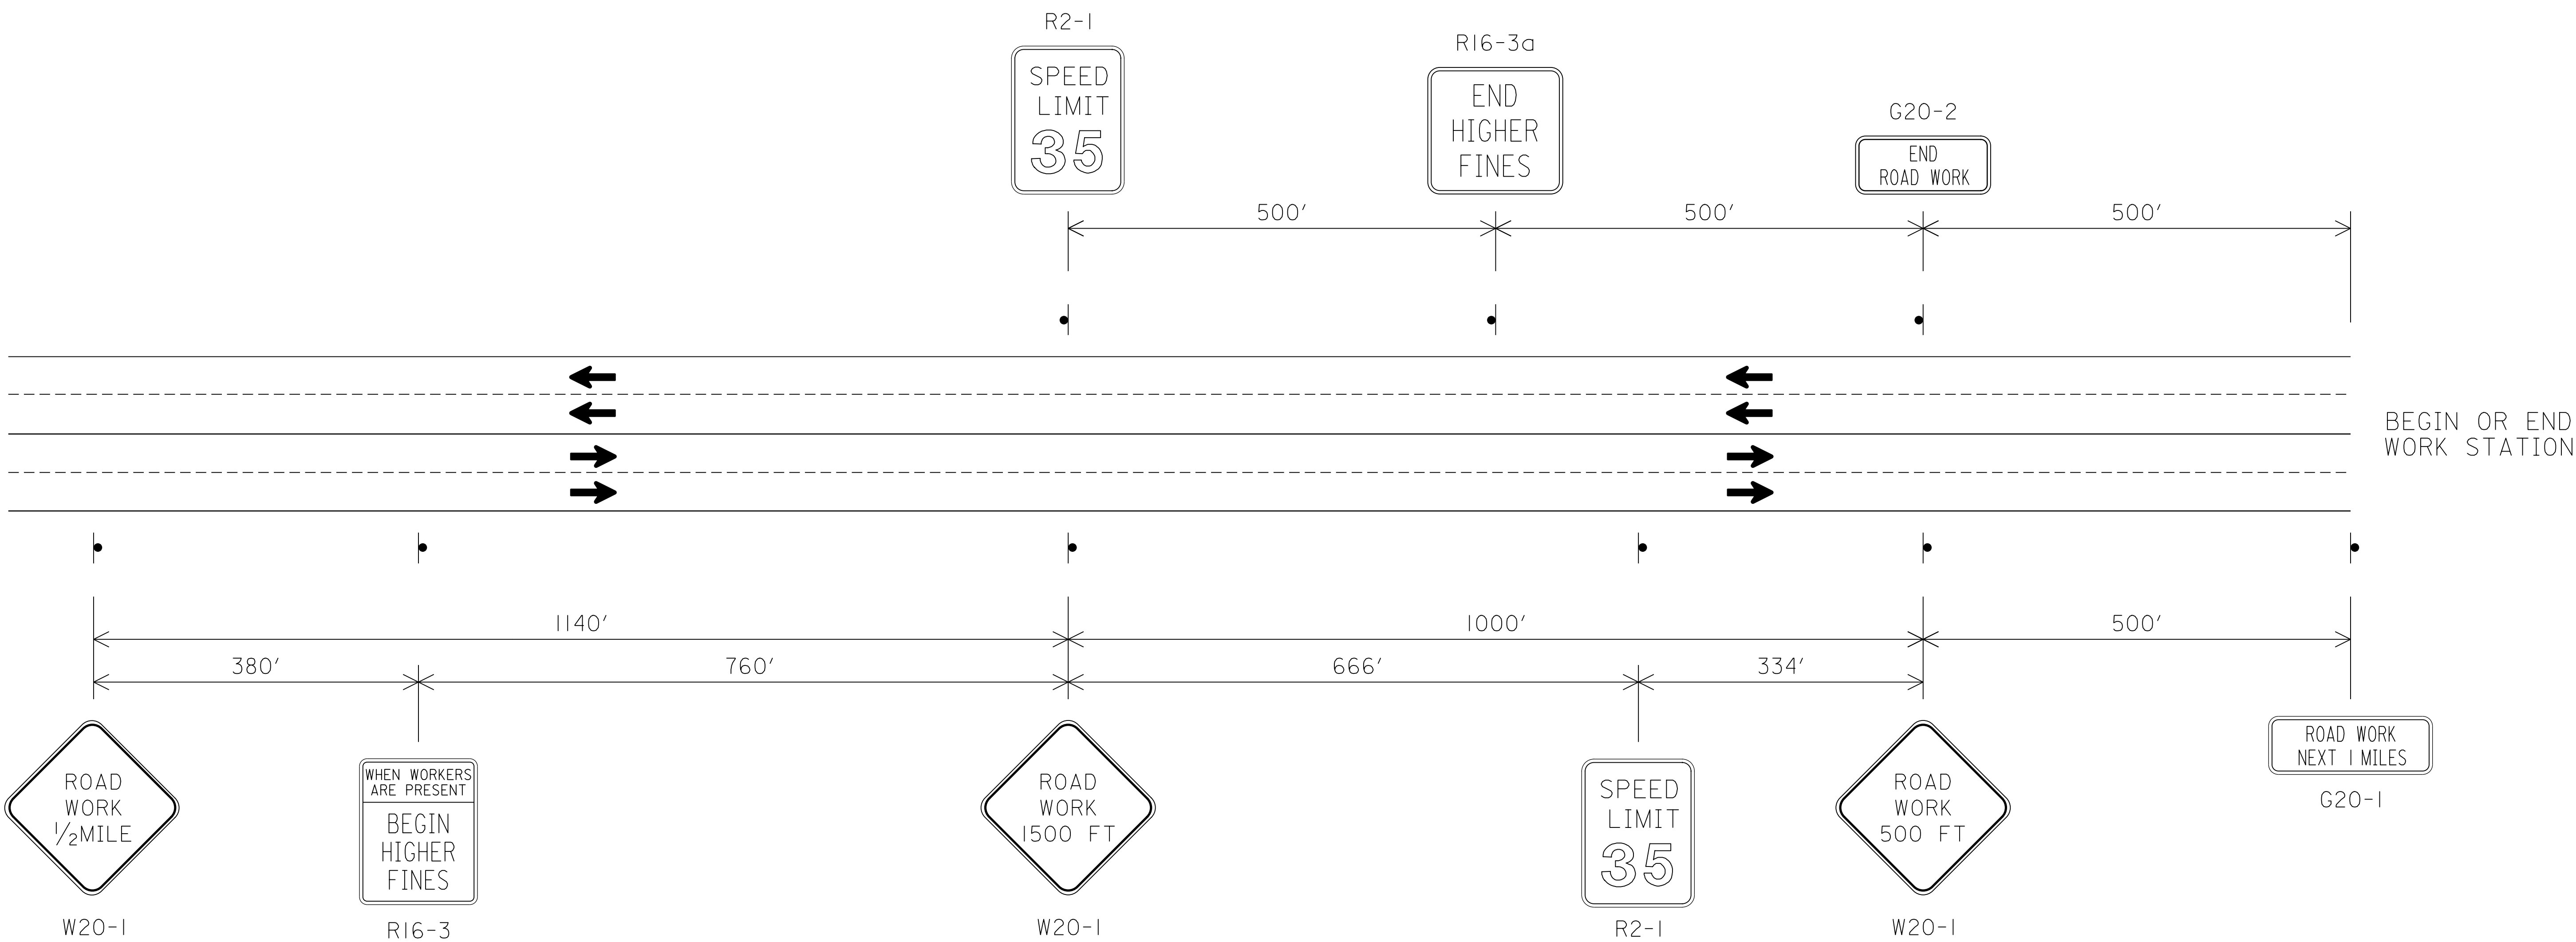 R2-1
SPEED
LIMIT
35
R16-3a
END
HIGHER
FINES
G20-2
END
ROAD WORK
500'
500'
500'
BEGIN OR END
WORK STATION
1140'
1000'
500'
380'
760'
666'
334'
ROAD
WORK
1/2MILE
W20-1
WHEN WORKERS
ARE PRESENT
BEGIN
HIGHER
FINES
R16-3
ROAD
WORK
1500 FT
W20-1
SPEED
LIMIT
35
R2-1
ROAD
WORK
500 FT
W20-1
ROAD WORK
NEXT 1 MILES
G20-1